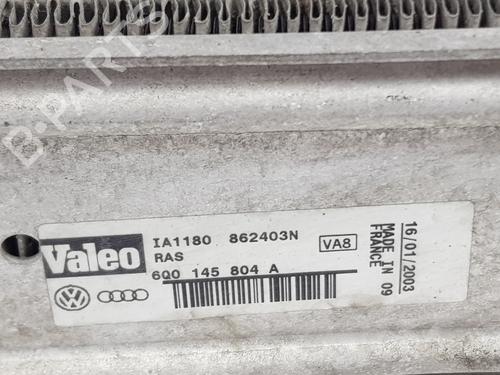 B-PARTS
Valeo
IA1180 862403N
RAS
6Q0 145 804 A
VA8
16/01/2003
MADE IN 09
FRANCE